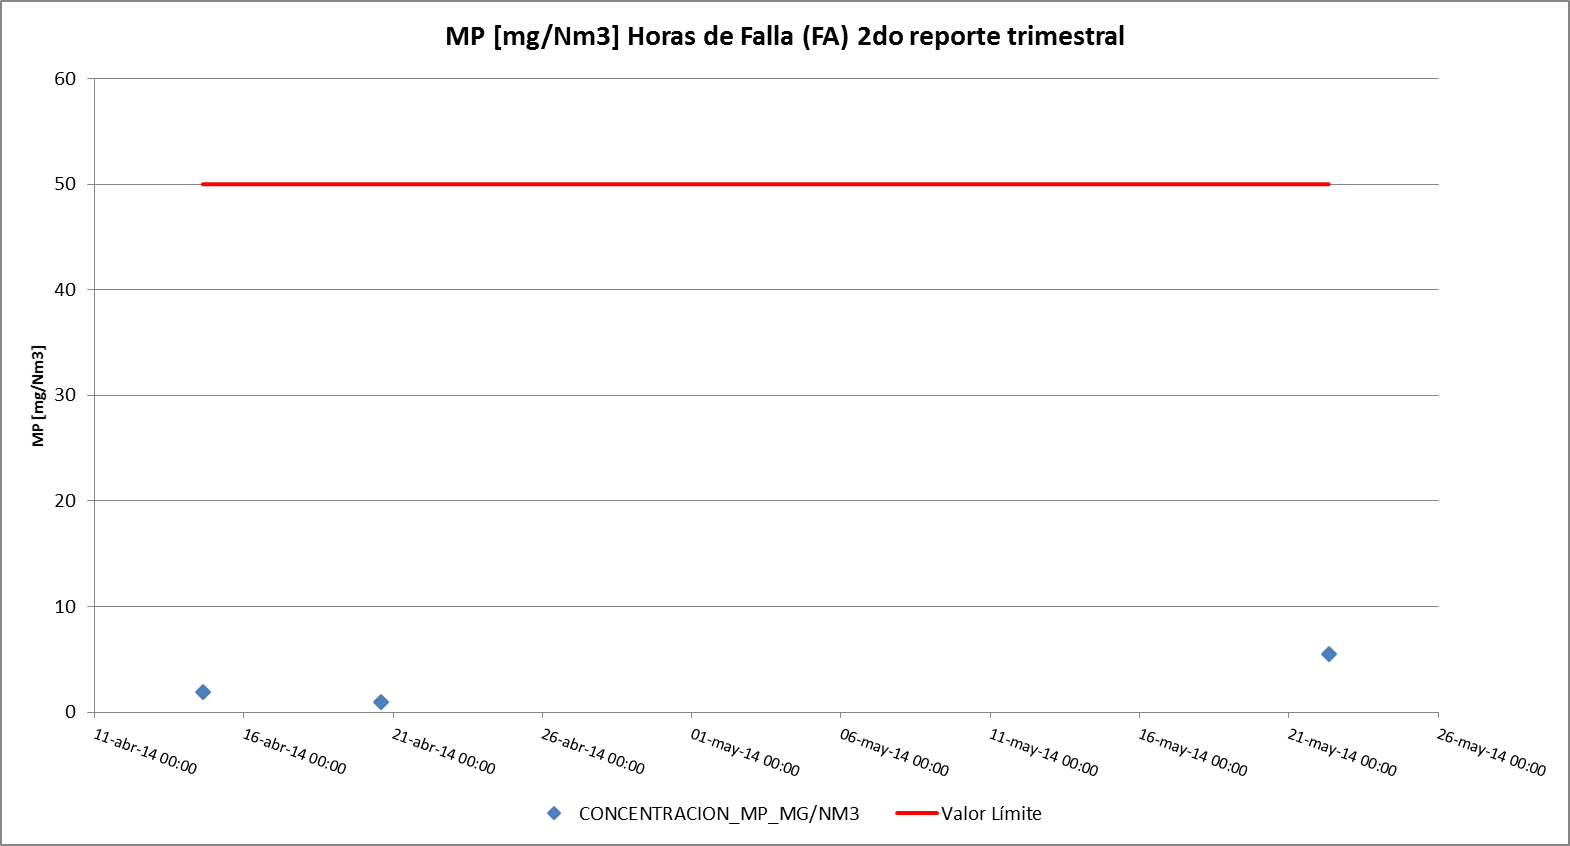 MP [mg/Nm3] Horas de Falla (FA) 2do reporte trimestral
60
50
40
30
20
10
0
MP [mg/Nm3]
11-abr-14 00:00
16-abr-14 00:00
21-abr-14 00:00
26-abr-14 00:00
01-may-14 00:00
06-may-14 00:00
11-may-14 00:00
16-may-14 00:00
21-may-14 00:00
26-may-14 00:00
CONCENTRACION_MP_MG/NM3
Valor Límite